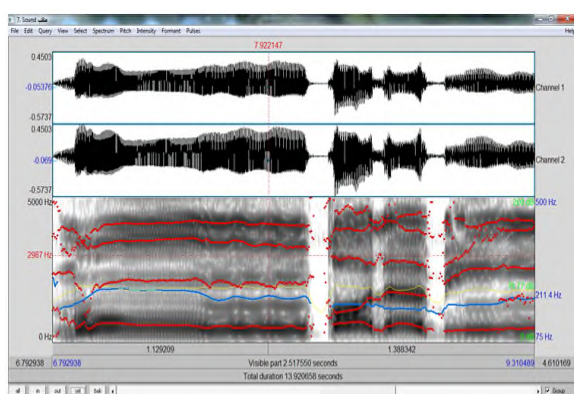 7. Sound ملف
File Edit Query View Select Spectrum Pitch Intensity Formant Pulses Help
7.922147
0.4503
-0.05376
Channel 1
-0.5737
0.4503
-0.069
Channel 2
-0.5737
5000 Hz 500 Hz
2987 Hz
211.4 Hz
0 Hz 75 Hz
1.129209 1.388342
6.792938 6.792938 Visible part 2.517550 seconds 9.310489 4.610169
Total duration 13.920658 seconds
all in out sel bak Group